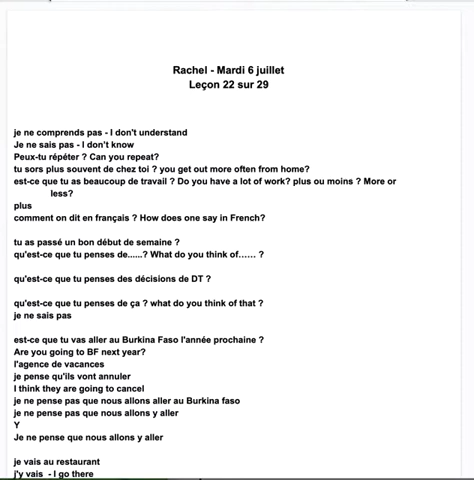 Rachel - Mardi 6 juillet
Leçon 22 sur 29
je ne comprends pas - I don't understand
Je ne sais pas - I don't know
Peux-tu répéter ? Can you repeat?
tu sors plus souvent de chez toi ? you get out more often from home?
est-ce que tu as beaucoup de travail ? Do you have a lot of work? plus ou moins ? More or
less?
plus
comment on dit en français ? How does one say in French?
tu as passé un bon début de semaine ?
qu'est-ce que tu penses de......? What do you think of...... ?
qu'est-ce que tu penses des décisions de DT ?
qu'est-ce que tu penses de ça ? what do you think of that ?
je ne sais pas
est-ce que tu vas aller au Burkina Faso l'année prochaine ?
Are you going to BF next year?
l'agence de vacances
je pense qu'ils vont annuler
I think they are going to cancel
je ne pense pas que nous allons aller au Burkina faso
je ne pense pas que nous allons y aller
Y
Je ne pense que nous allons y aller
je vais au restaurant
j'y vais - I go there